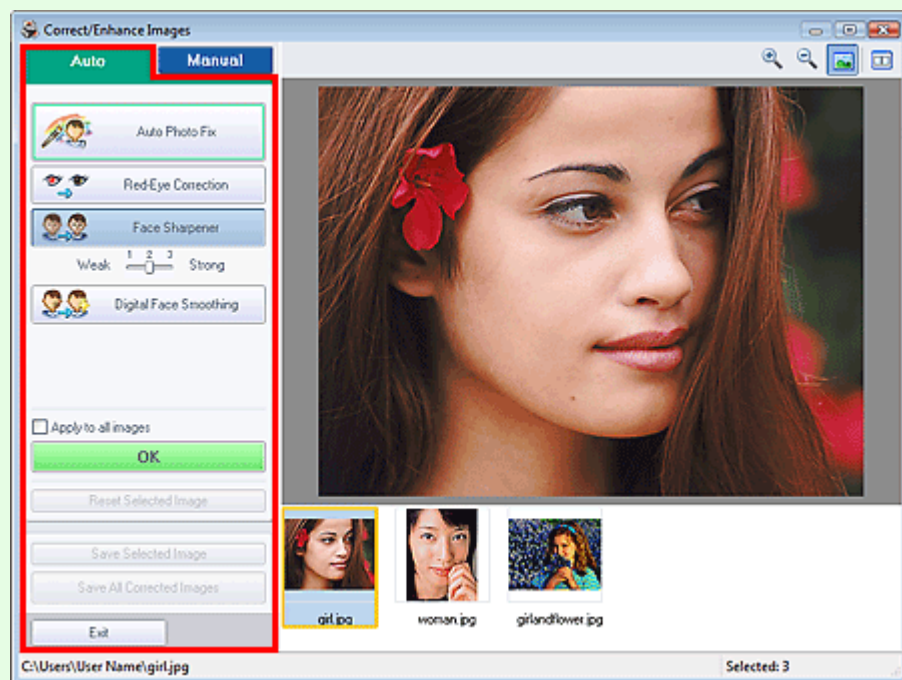 Correct/Enhance Images
Auto
Manual
Auto Photo Fix
Red-Eye Correction
Face Sharpener
1 2 3
Weak Strong
Digital Face Smoothing
Apply to all images
OK
Reset Selected Image
Save Selected Image
Save All Corrected Images
Exit
girl.jpg
woman.jpg
girlandflower.jpg
C:\Users\User Name\girl.jpg
Selected: 3